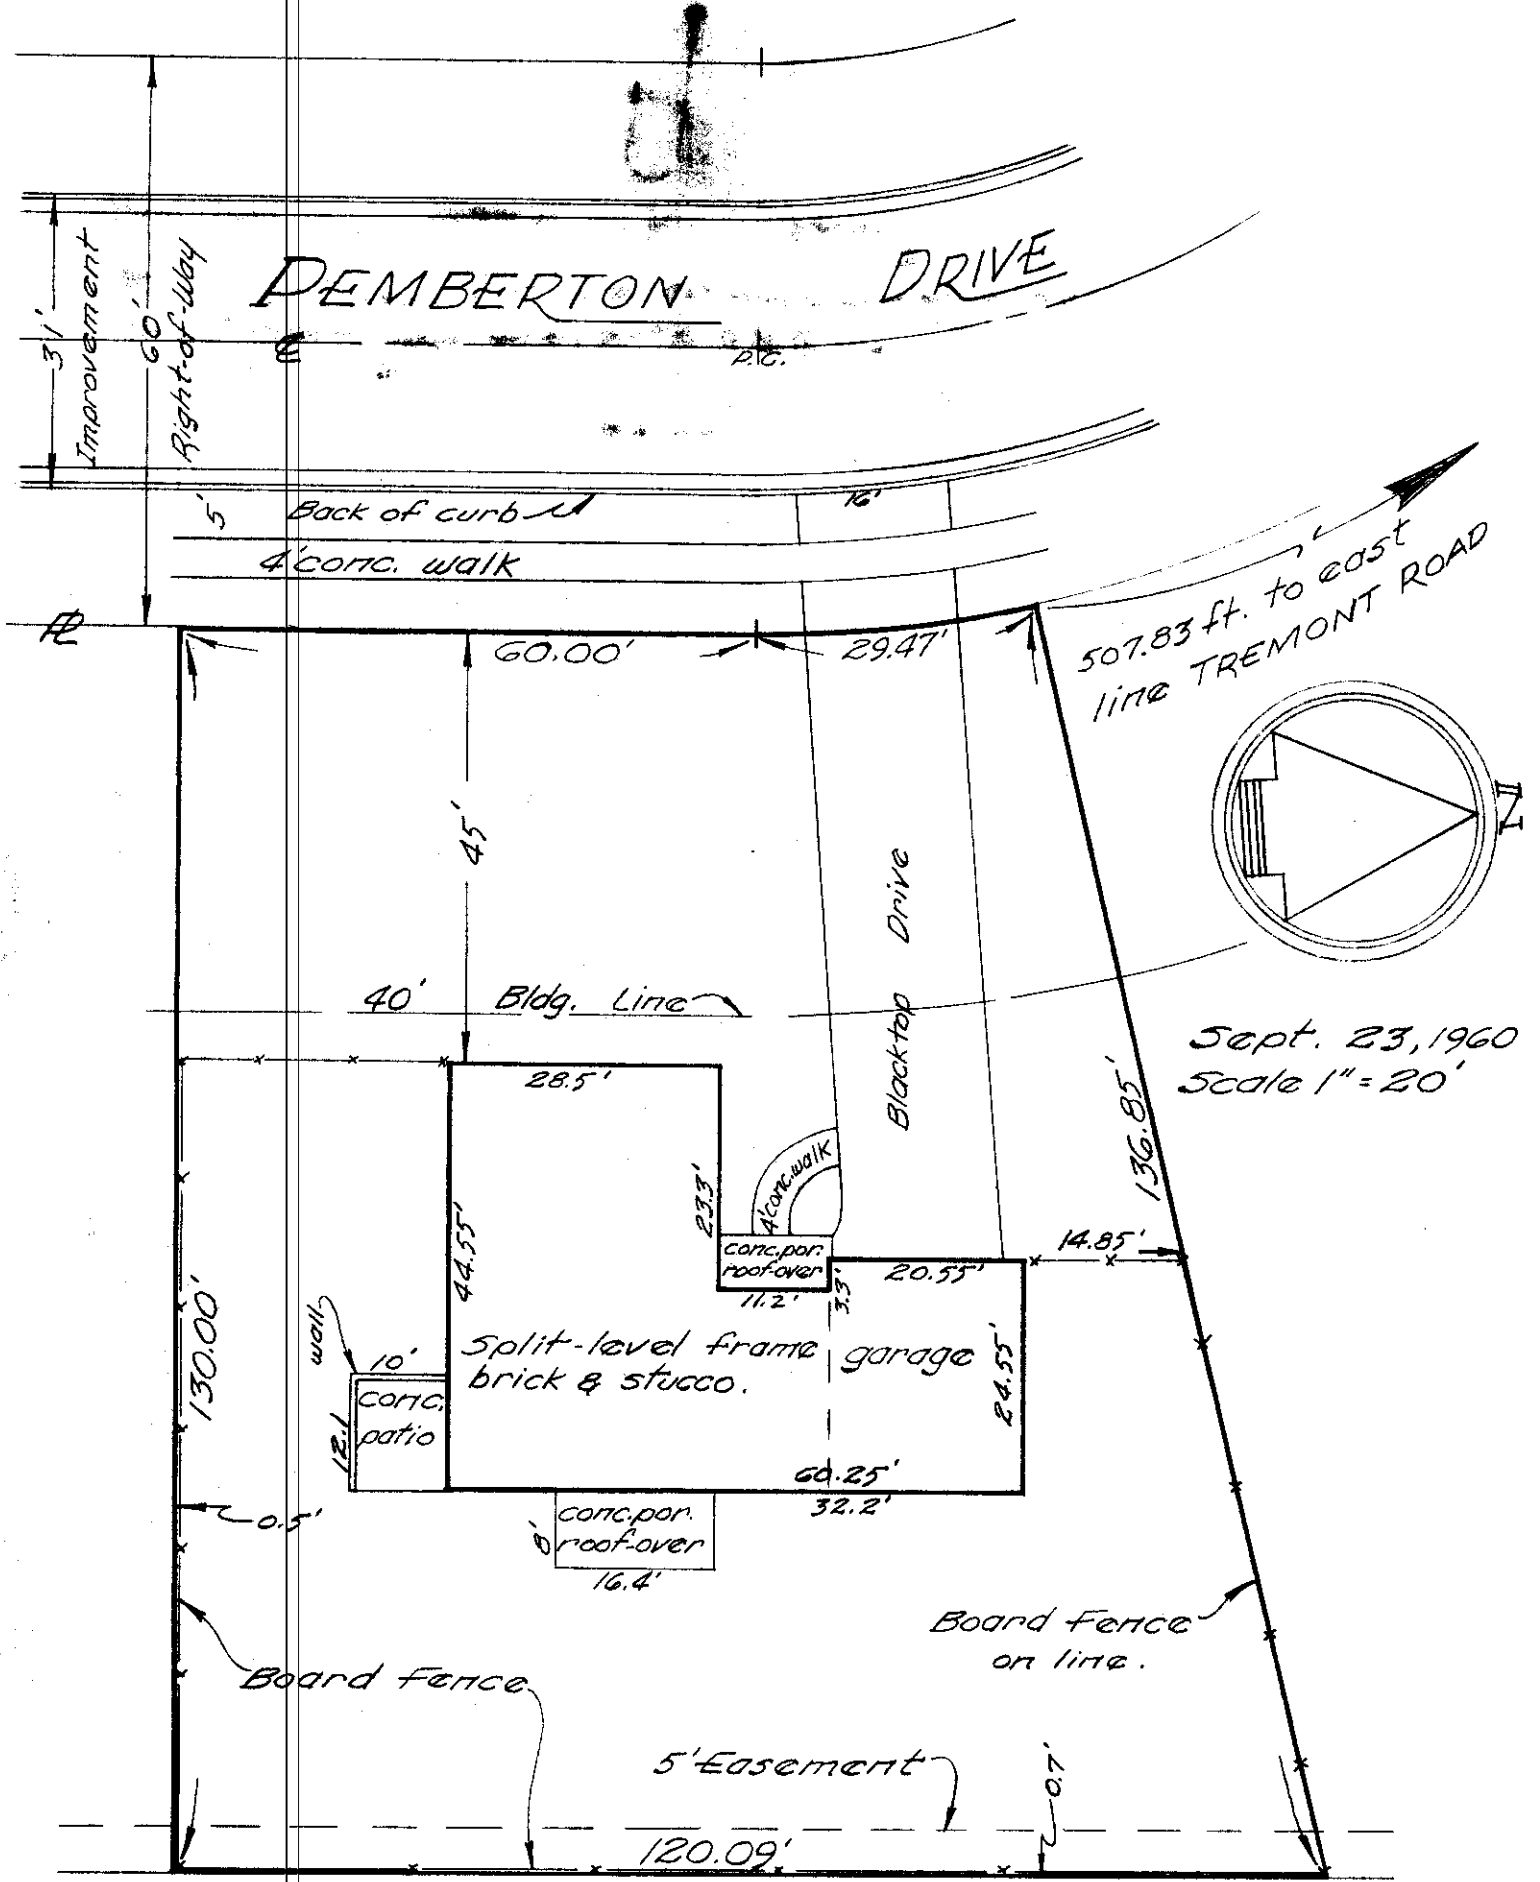 31'
Improvement
60'
Right-of-Way
PEMBERTON DRIVE
℄
P.C.
5'
Back of curb
16'
4' conc. walk
PL
60.00'
29.47'
507.83 ft. to east
line TREMONT ROAD
N
45'
Blacktop Drive
40' Bldg. Line
Sept. 23, 1960
Scale 1" = 20'
28.5'
136.85'
23.3'
4' conc. walk
44.55'
conc. por.
roof-over
14.85'
20.55'
11.2'
3.3'
130.00'
wall
10'
Split-level frame
brick & stucco.
garage
24.55'
conc.
patio
12.1
60.25'
32.2'
0.5'
conc. por.
roof-over
8'
16.4'
Board Fence
on line.
Board Fence
5' Easement
0.7'
120.09'